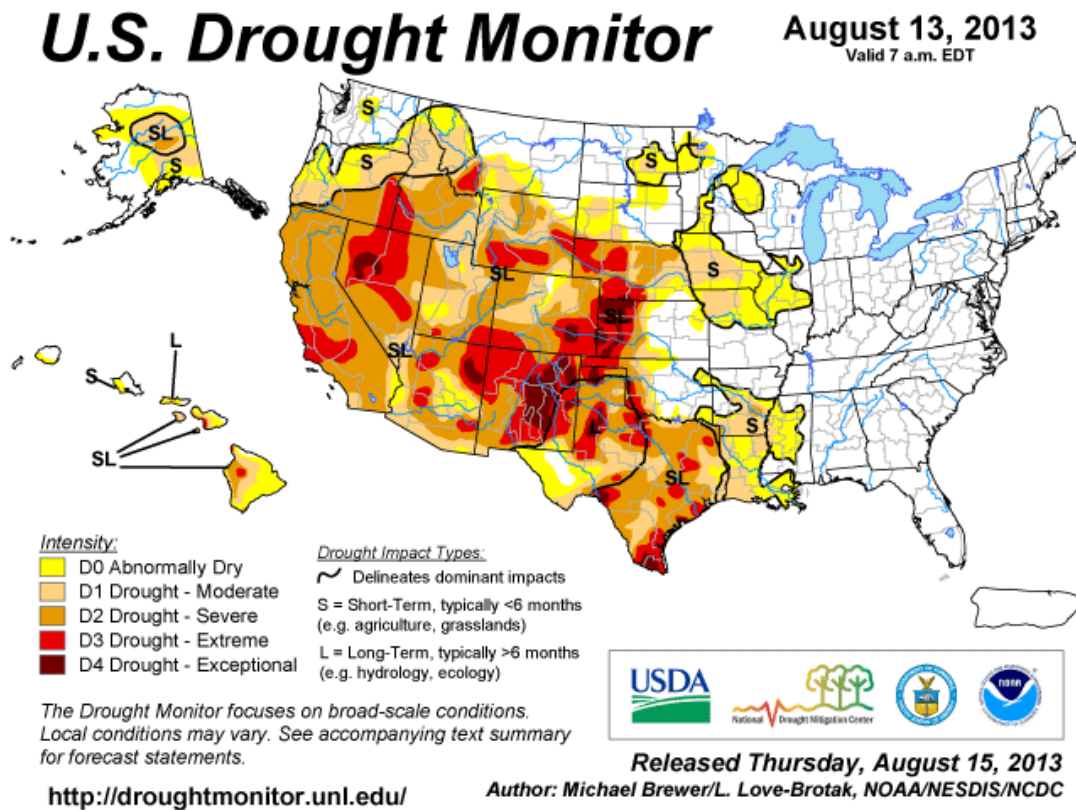 U.S. Drought Monitor
August 13, 2013
Valid 7 a.m. EDT
S
SL
S
S
S
L
S
SL
SL
SL
L
S
SL
L
S
SL
Intensity:
D0 Abnormally Dry
D1 Drought - Moderate
D2 Drought - Severe
D3 Drought - Extreme
D4 Drought - Exceptional
Drought Impact Types:
Delineates dominant impacts
S = Short-Term, typically <6 months
(e.g. agriculture, grasslands)
L = Long-Term, typically >6 months
(e.g. hydrology, ecology)
USDA
National Drought Mitigation Center
NOAA
The Drought Monitor focuses on broad-scale conditions.
Local conditions may vary. See accompanying text summary
for forecast statements.
http://droughtmonitor.unl.edu/
Released Thursday, August 15, 2013
Author: Michael Brewer/L. Love-Brotak, NOAA/NESDIS/NCDC